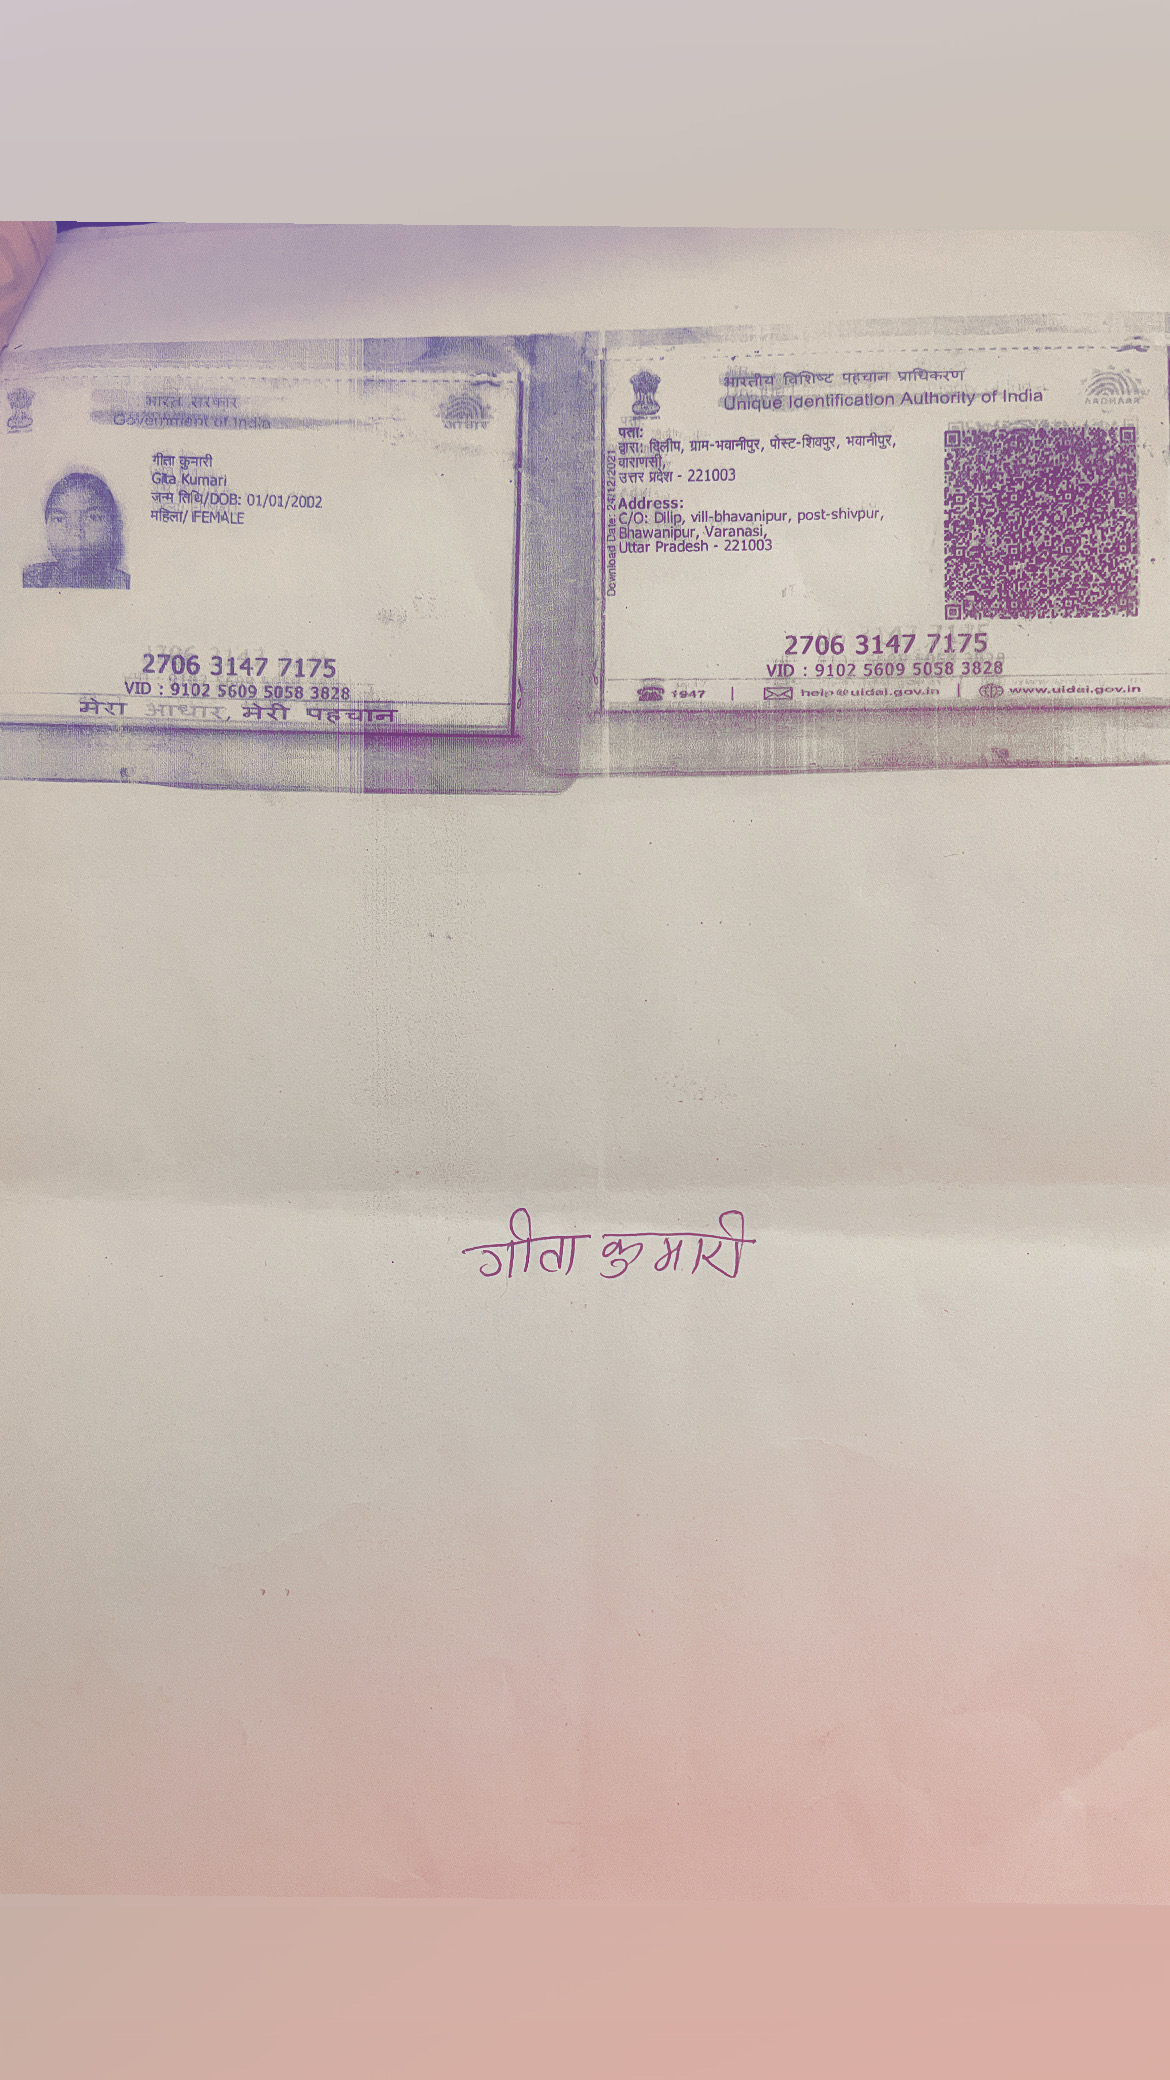 भारत सरकार
Government of India
आधार
गीता कुमारी
Gita Kumari
जन्म तिथि/DOB: 01/01/2002
महिला/ FEMALE
2706 3147 7175
VID : 9102 5609 5058 3828
मेरा आधार, मेरी पहचान
भारतीय विशिष्ट पहचान प्राधिकरण
Unique Identification Authority of India
AADHAAR
Download Date: 24/12/2021
पता:
द्वारा: दिलीप, ग्राम-भवानीपुर, पोस्ट-शिवपुर, भवानीपुर,
वाराणसी,
उत्तर प्रदेश - 221003
Address:
C/O: Dilip, vill-bhavanipur, post-shivpur,
Bhawanipur, Varanasi,
Uttar Pradesh - 221003
2706 3147 7175
VID : 9102 5609 5058 3828
1947 | help@uidai.gov.in | www.uidai.gov.in
गीता कुमारी